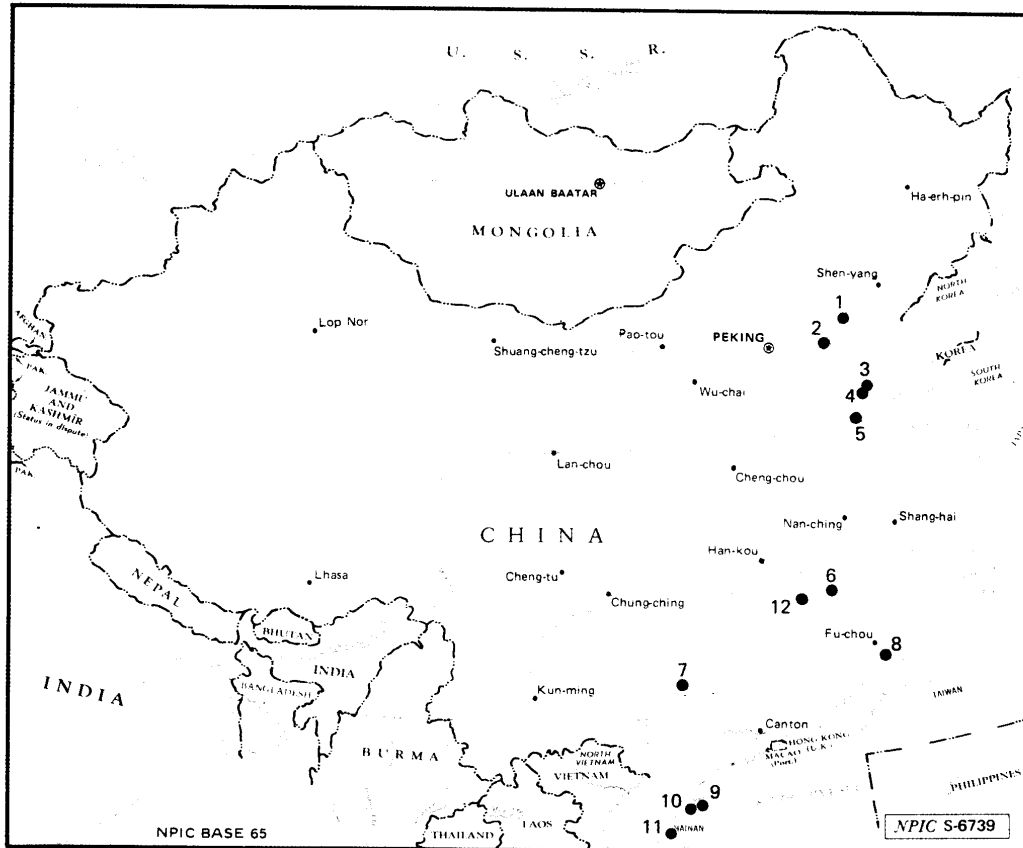 U. S. S. R.
ULAAN BAATAR
MONGOLIA
Ha-erh-pin
Shen-yang
NORTH
KOREA
1
AFGHAN
Lop Nor
Shuang-cheng-tzu
Pao-tou
PEKING
2
KOREA
SOUTH
KOREA
PAK
JAMMU
AND
KASHMIR
(Status in dispute)
Wu-chai
3
4
5
PAK
Lan-chou
Cheng-chou
CHINA
Nan-ching
Shang-hai
Han-kou
NEPAL
Lhasa
Cheng-tu
Chung-ching
6
12
BHUTAN
Fu-chou
8
INDIA
INDIA
BANGLADESH
Kun-ming
7
TAIWAN
BURMA
Canton
HONG KONG
MACAO (U.K.)
(Port.)
NORTH
VIETNAM
VIETNAM
PHILIPPINES
10
9
11
HAINAN
LAOS
THAILAND
NPIC BASE 65
NPIC S-6739